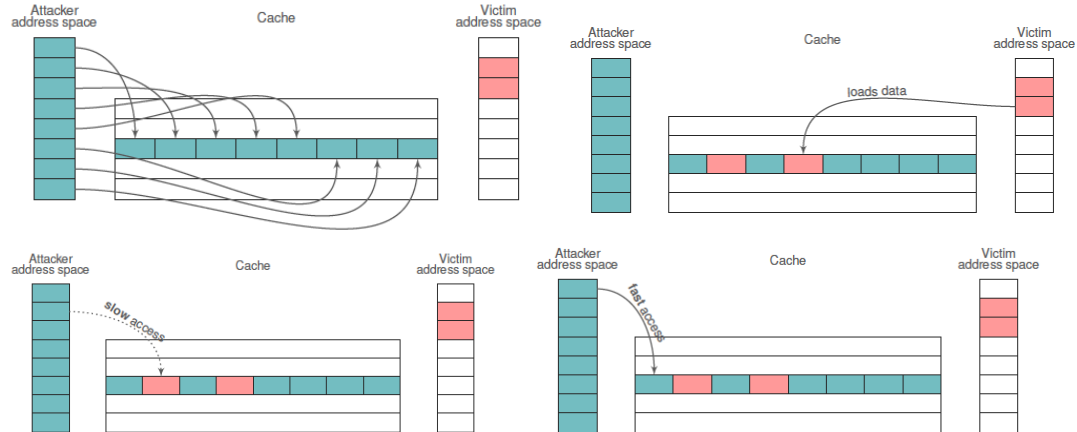 Attacker
address space
Cache
Victim
address space
Attacker
address space
Cache
Victim
address space
loads data
Attacker
address space
Cache
Victim
address space
slow access
Attacker
address space
Cache
Victim
address space
fast access